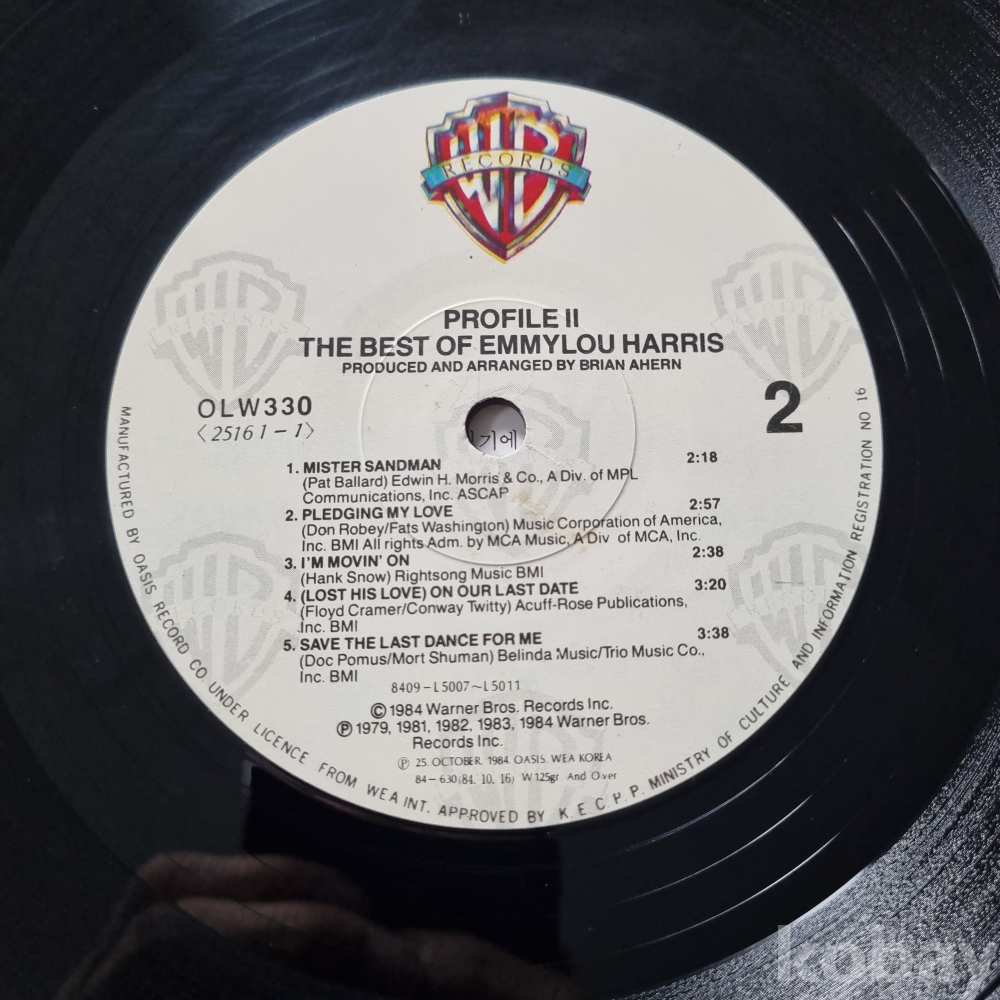 WB
RECORDS
PROFILE II
THE BEST OF EMMYLOU HARRIS
PRODUCED AND ARRANGED BY BRIAN AHERN
OLW330
〈25161-1〉
2
기에
1. MISTER SANDMAN 2:18
(Pat Ballard) Edwin H. Morris & Co., A Div. of MPL
Communications, Inc. ASCAP
2. PLEDGING MY LOVE 2:57
(Don Robey/Fats Washington) Music Corporation of America,
Inc. BMI All rights Adm. by MCA Music, A Div of MCA, Inc.
3. I'M MOVIN' ON 2:38
(Hank Snow) Rightsong Music BMI
4. (LOST HIS LOVE) ON OUR LAST DATE 3:20
(Floyd Cramer/Conway Twitty) Acuff-Rose Publications,
Inc. BMI
5. SAVE THE LAST DANCE FOR ME 3:38
(Doc Pomus/Mort Shuman) Belinda Music/Trio Music Co.,
Inc. BMI
8409-L5007~L5011
©1984 Warner Bros. Records Inc.
℗1979, 1981, 1982, 1983, 1984 Warner Bros.
Records Inc.
℗ 25. OCTOBER. 1984. OASIS. WEA KOREA
84-630(84. 10. 16) W125gr And Over
MANUFACTURED BY OASIS RECORD CO. UNDER LICENCE FROM WEA INT. APPROVED BY K.E.C.P.P. MINISTRY OF CULTURE AND INFORMATION REGISTRATION NO 16
kobay